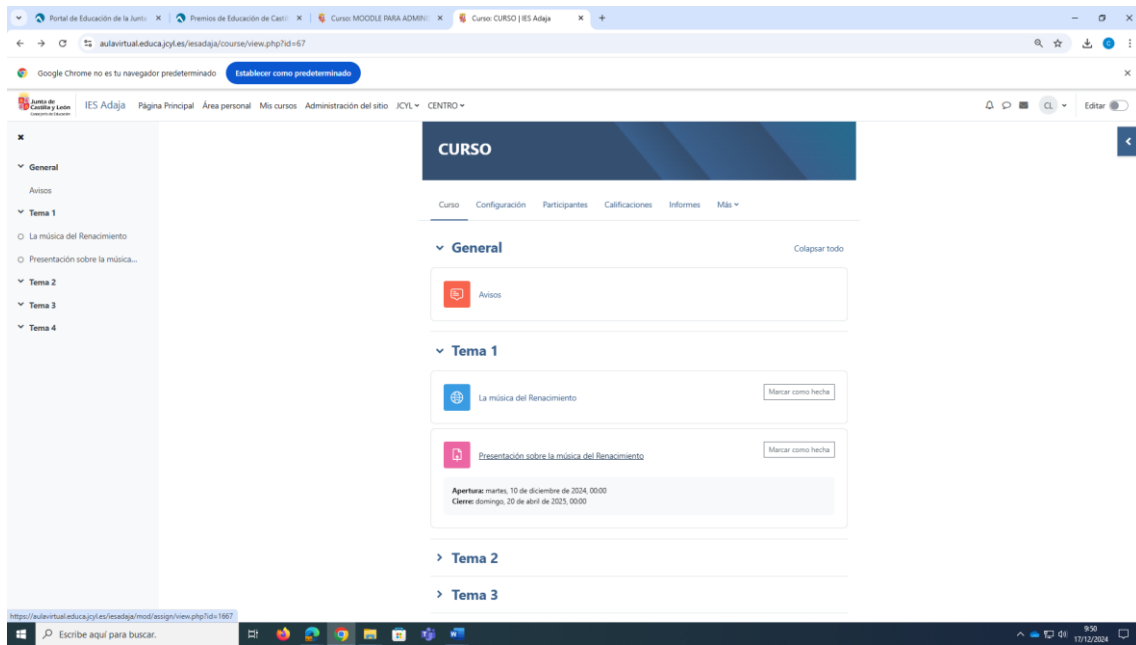 Portal de Educación de la Junta
Premios de Educación de Castil
Curso: MOODLE PARA ADMINI
Curso: CURSO | IES Adaja
aulavirtual.educa.jcyl.es/iesadaja/course/view.php?id=67
Google Chrome no es tu navegador predeterminado
Establecer como predeterminado
Junta de
Castilla y León
Consejería de Educación
IES Adaja
Página Principal
Área personal
Mis cursos
Administración del sitio
JCYL
CENTRO
CL
Editar
General
Avisos
Tema 1
La música del Renacimiento
Presentación sobre la música...
Tema 2
Tema 3
Tema 4
CURSO
Curso
Configuración
Participantes
Calificaciones
Informes
Más
General
Colapsar todo
Avisos
Tema 1
La música del Renacimiento
Marcar como hecha
Presentación sobre la música del Renacimiento
Marcar como hecha
Apertura: martes, 10 de diciembre de 2024, 00:00
Cierre: domingo, 20 de abril de 2025, 00:00
Tema 2
Tema 3
https://aulavirtual.educa.jcyl.es/iesadaja/mod/assign/view.php?id=1667
Escribe aquí para buscar.
9:50
17/12/2024